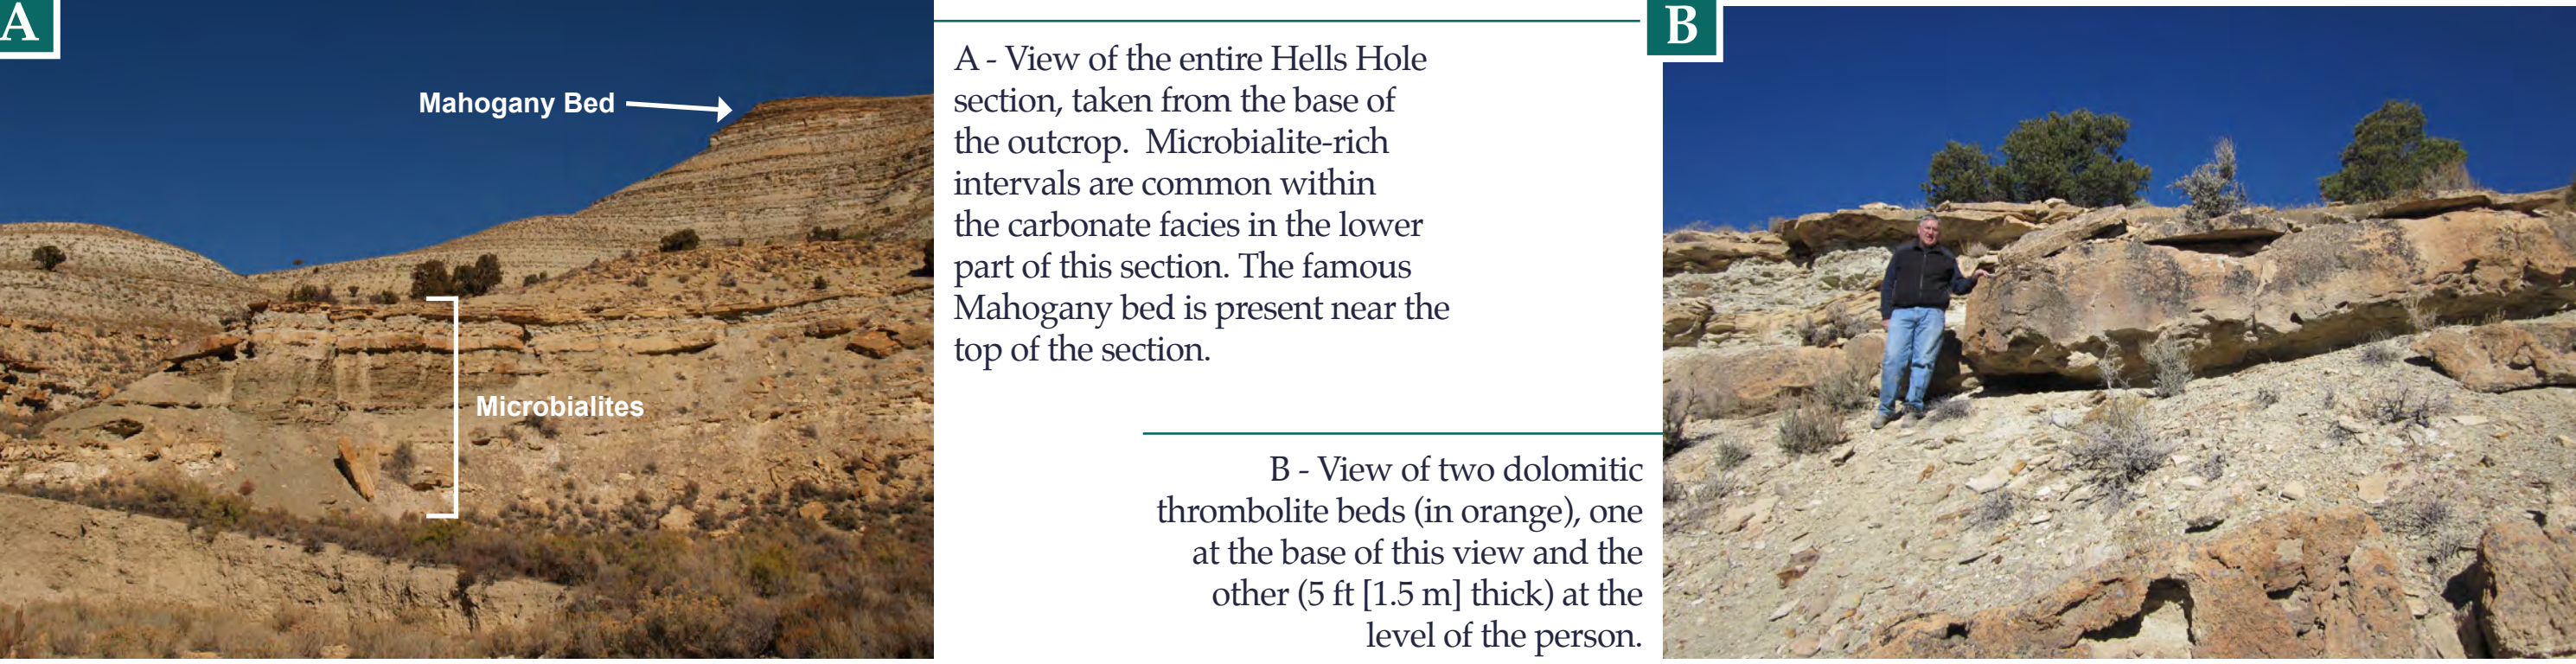 A
Mahogany Bed
Microbialites
A - View of the entire Hells Hole
section, taken from the base of
the outcrop.  Microbialite-rich
intervals are common within
the carbonate facies in the lower
part of this section. The famous
Mahogany bed is present near the
top of the section.
B - View of two dolomitic
thrombolite beds (in orange), one
at the base of this view and the
other (5 ft [1.5 m] thick) at the
level of the person.
B